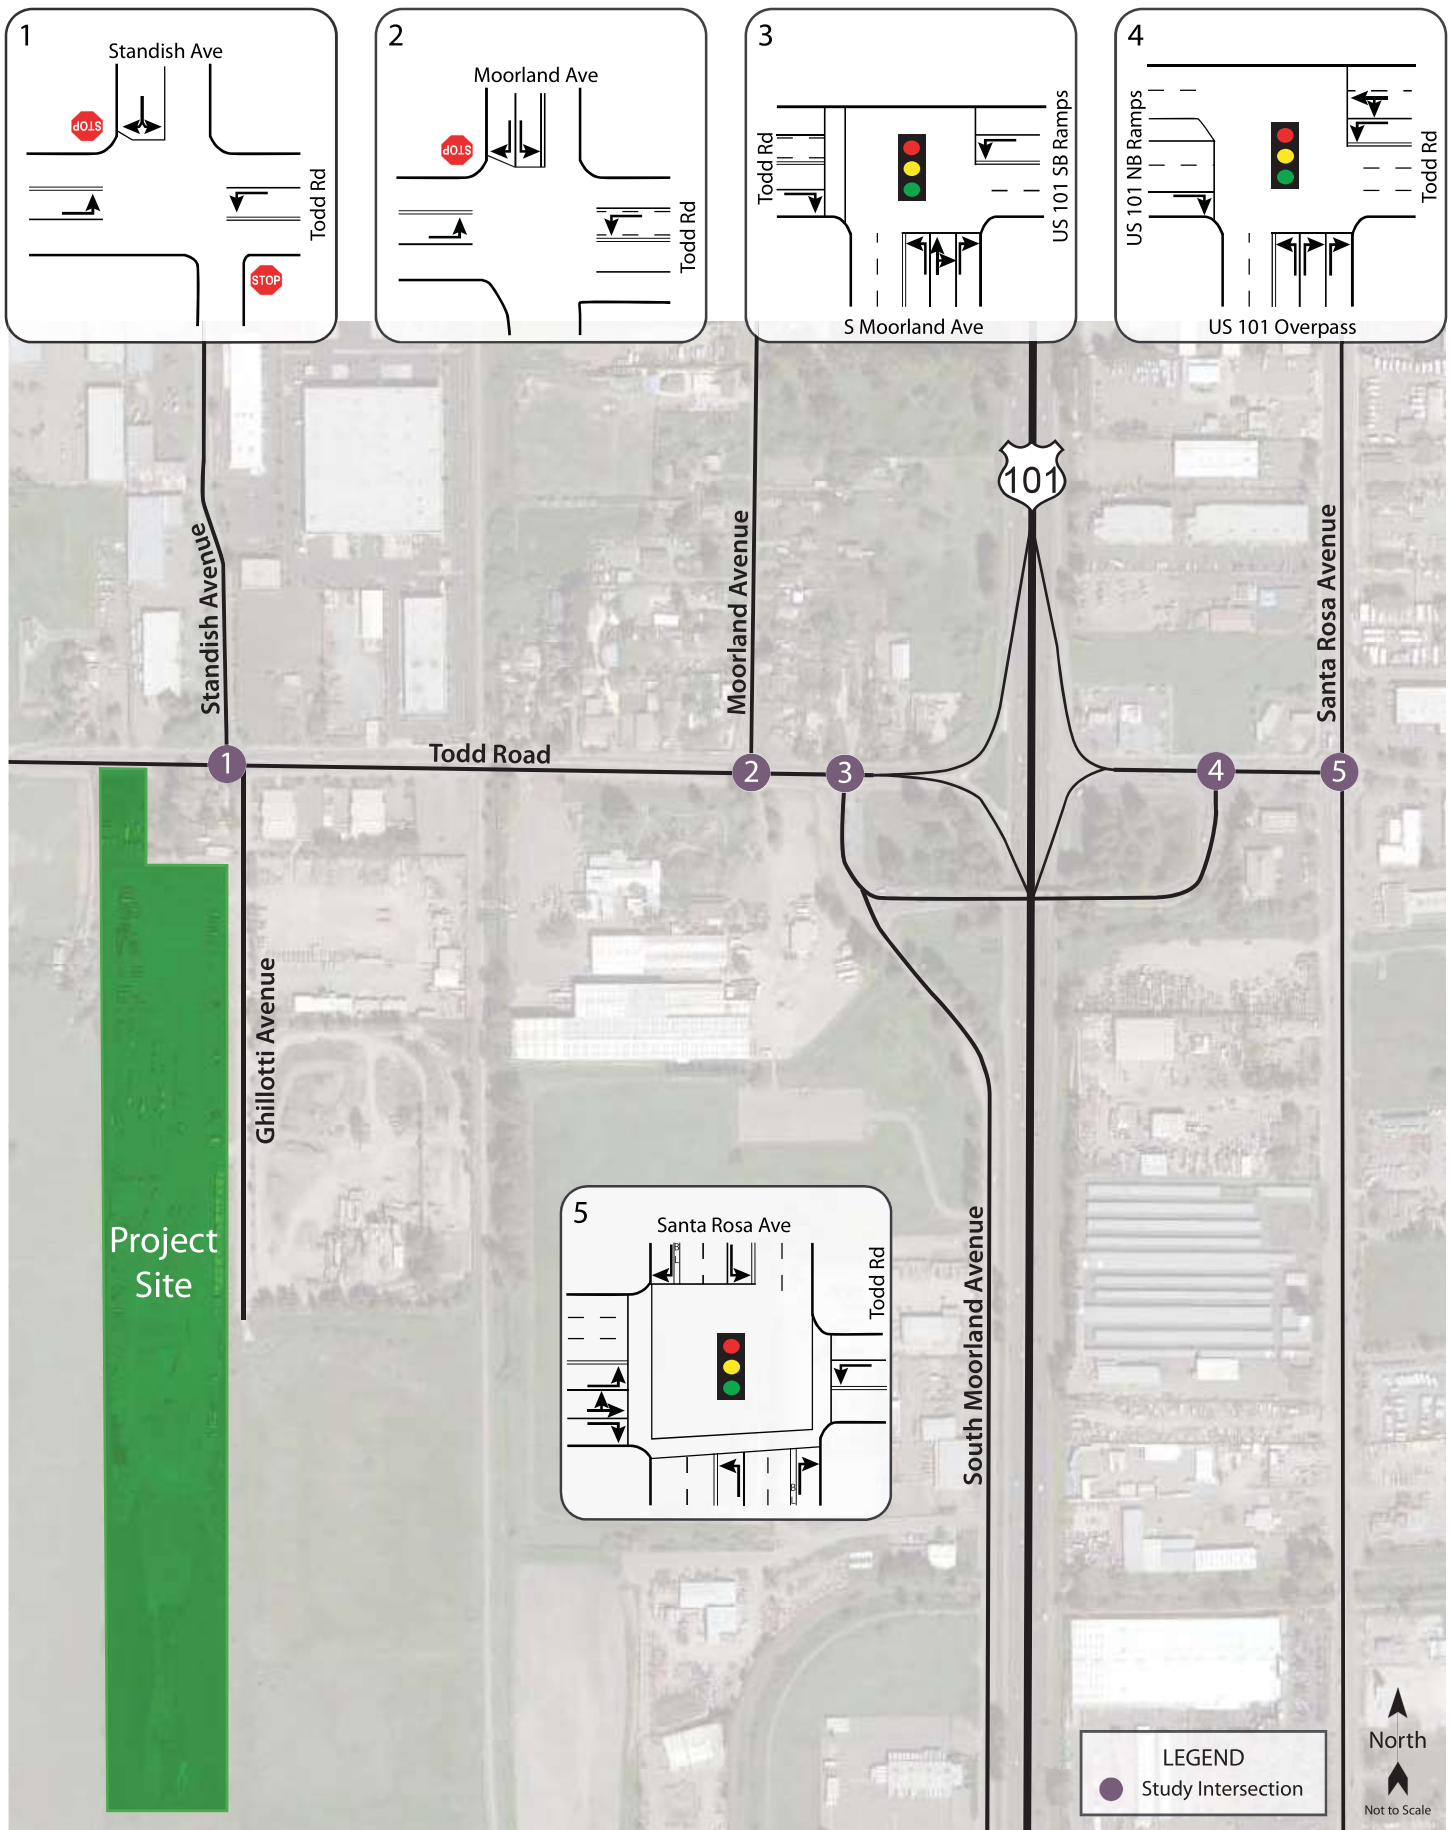 1
Standish Ave
STOP
Todd Rd
STOP
2
Moorland Ave
STOP
Todd Rd
3
Todd Rd
US 101 SB Ramps
S Moorland Ave
4
US 101 NB Ramps
Todd Rd
US 101 Overpass
101
Standish Avenue
Moorland Avenue
Santa Rosa Avenue
Todd Road
1
2
3
4
5
Ghillotti Avenue
Project
Site
South Moorland Avenue
5
Santa Rosa Ave
Todd Rd
B
L
B
L
LEGEND
Study Intersection
North
Not to Scale